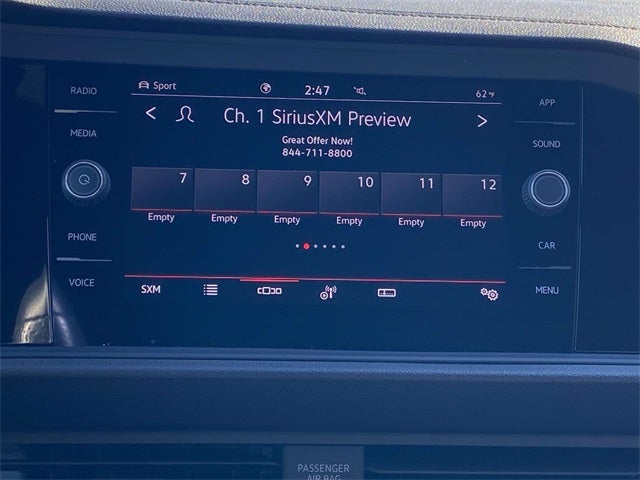 RADIO
MEDIA
PHONE
VOICE
Sport
2:47
62°F
Ch. 1 SiriusXM Preview
Great Offer Now!
844-711-8800
7 8 9 10 11 12
Empty Empty Empty Empty Empty Empty
SXM
APP
SOUND
CAR
MENU
PASSENGER
AIR BAG